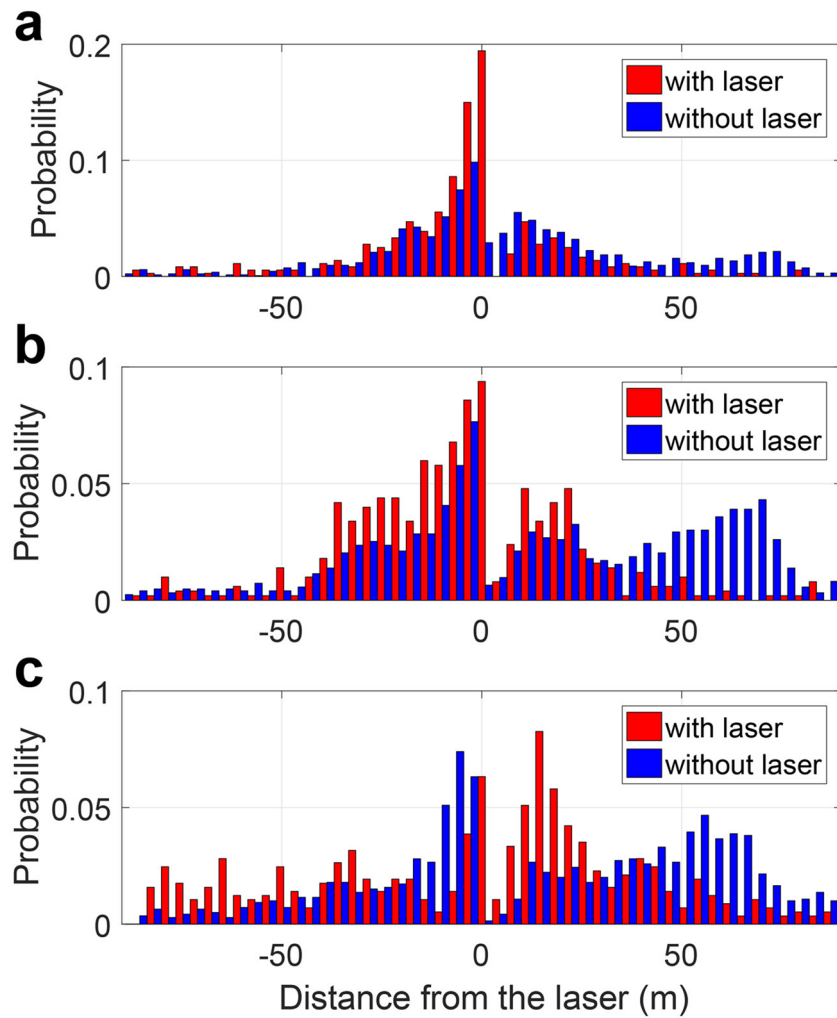 a
0.2
0.1
0
Probability
with laser
without laser
-50
0
50
b
0.1
0.05
0
Probability
with laser
without laser
-50
0
50
c
0.1
0.05
0
Probability
with laser
without laser
-50
0
50
Distance from the laser (m)